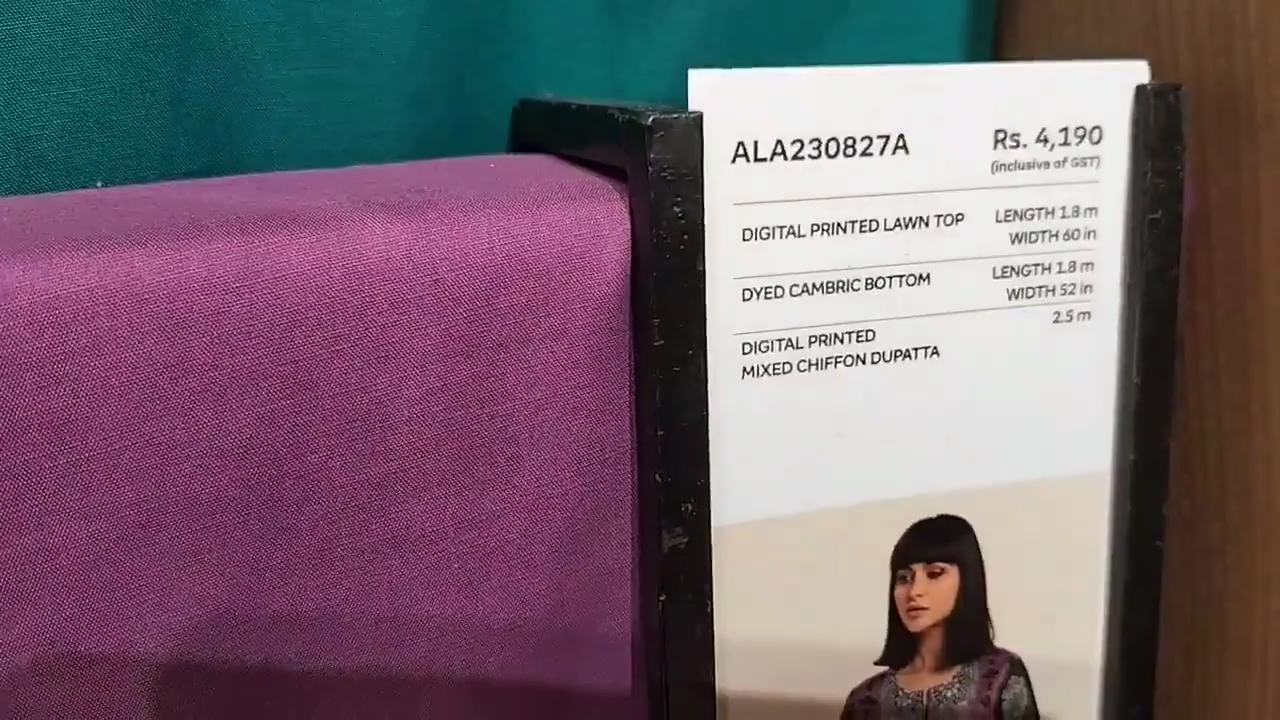 ALA230827A Rs. 4,190
(inclusive of GST)
DIGITAL PRINTED LAWN TOP LENGTH 1.8 m
WIDTH 60 in
DYED CAMBRIC BOTTOM LENGTH 1.8 m
WIDTH 52 in
2.5 m
DIGITAL PRINTED
MIXED CHIFFON DUPATTA